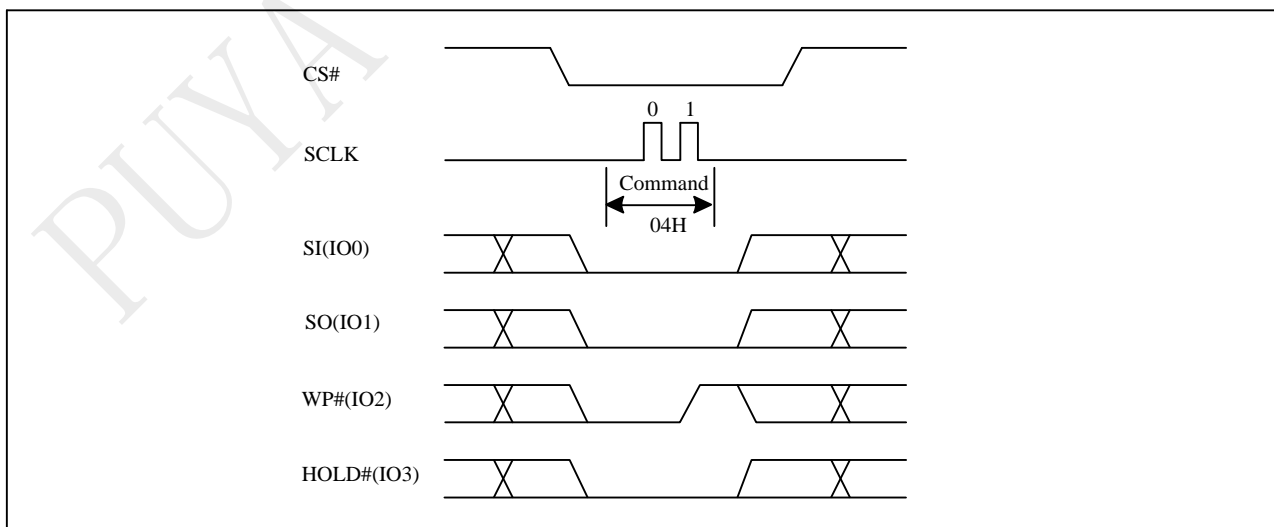 PUYA
CS#
0 1
SCLK
Command
04H
SI(IO0)
SO(IO1)
WP#(IO2)
HOLD#(IO3)